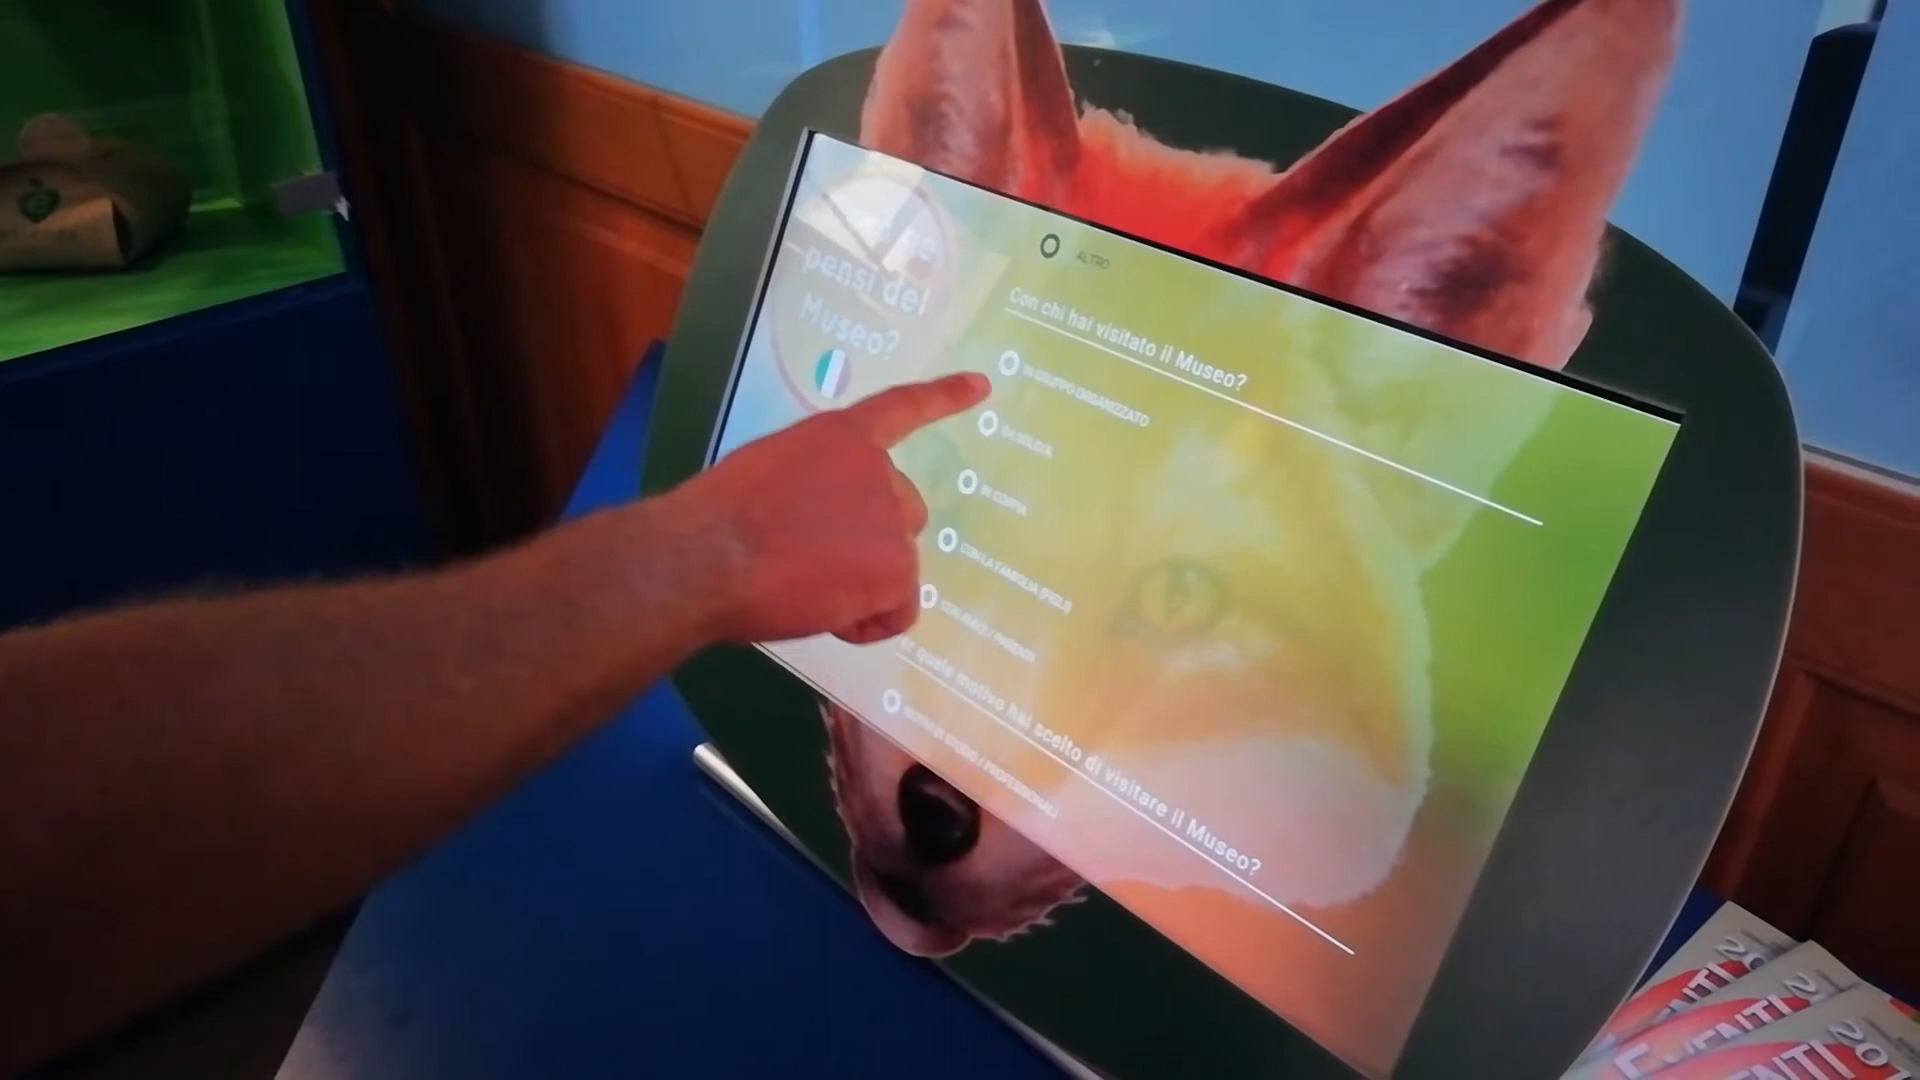 pensi del
Museo?
ALTRO
Con chi hai visitato il Museo?
IN GRUPPO ORGANIZZATO
DA SOLO/A
IN COPPIA
CON LA FAMIGLIA (FIGLI)
CON AMICI / PARENTI
quale motivo hai scelto di visitare il Museo?
MOTIVI DI STUDIO / PROFESSIONALI